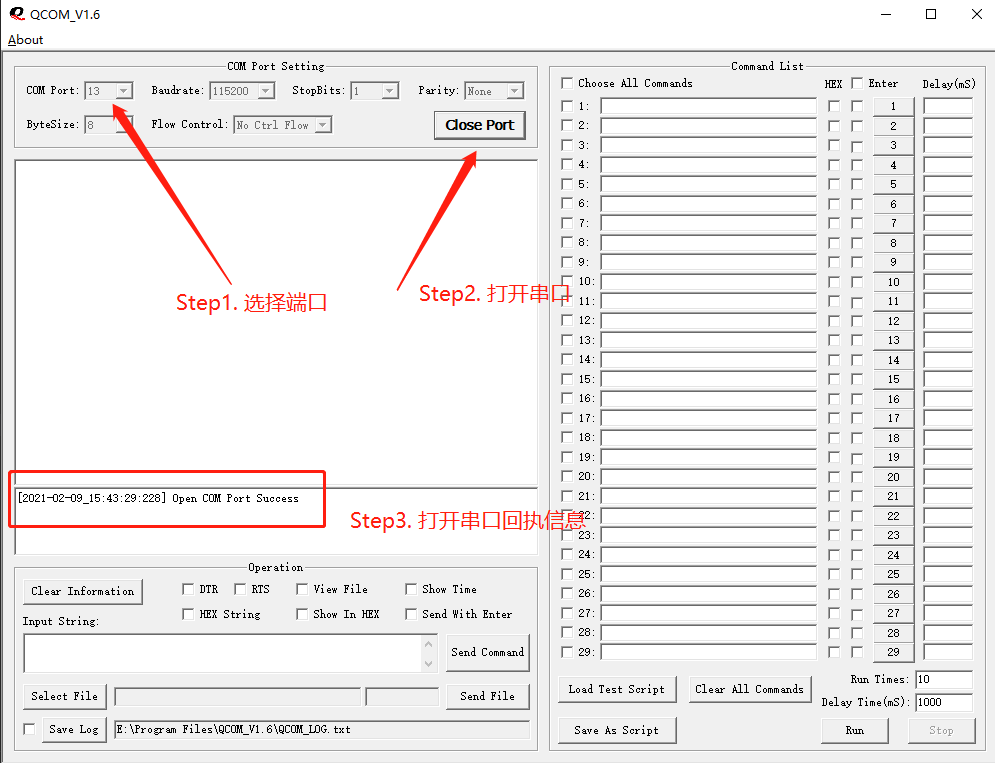 QCOM_V1.6
About
COM Port Setting
COM Port: 13 Baudrate: 115200 StopBits: 1 Parity: None
ByteSize: 8 Flow Control: No Ctrl Flow Close Port
Step1. 选择端口
Step2. 打开串口
[2021-02-09_15:43:29:228] Open COM Port Success
Step3. 打开串口回执信息
Operation
Clear Information DTR RTS View File Show Time
HEX String Show In HEX Send With Enter
Input String:
Send Command
Select File Send File
Save Log E:\Program Files\QCOM_V1.6\QCOM_LOG.txt
Command List
Choose All Commands HEX Enter Delay(mS)
1: 1
2: 2
3: 3
4: 4
5: 5
6: 6
7: 7
8: 8
9: 9
10: 10
11: 11
12: 12
13: 13
14: 14
15: 15
16: 16
17: 17
18: 18
19: 19
20: 20
21: 21
22: 22
23: 23
24: 24
25: 25
26: 26
27: 27
28: 28
29: 29
Run Times: 10
Load Test Script Clear All Commands Delay Time(mS): 1000
Save As Script Run Stop